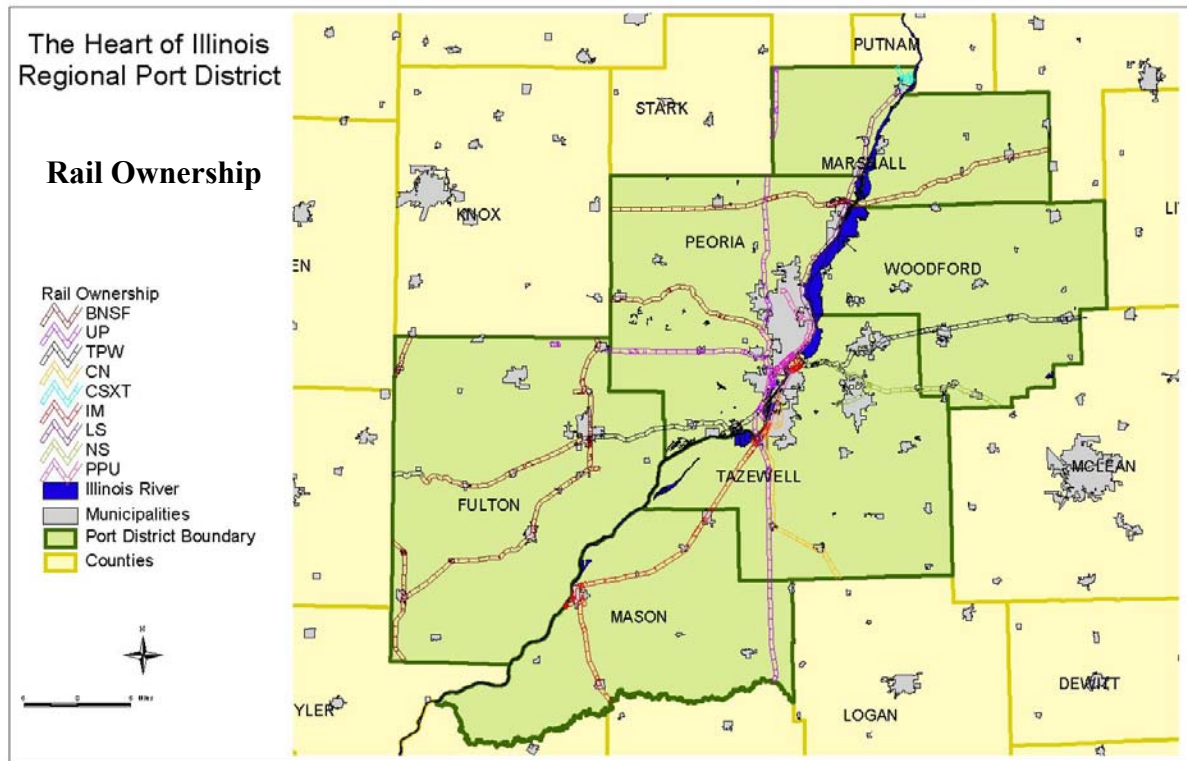 The Heart of Illinois
Regional Port District
Rail Ownership
Rail Ownership
BNSF
UP
TPW
CN
CSXT
IM
LS
NS
PPU
Illinois River
Municipalities
Port District Boundary
Counties
N
PUTNAM
STARK
MARSHALL
KNOX
LI
PEORIA
EN
WOODFORD
MCLEAN
TAZEWELL
FULTON
MASON
DEWITT
YLER
LOGAN